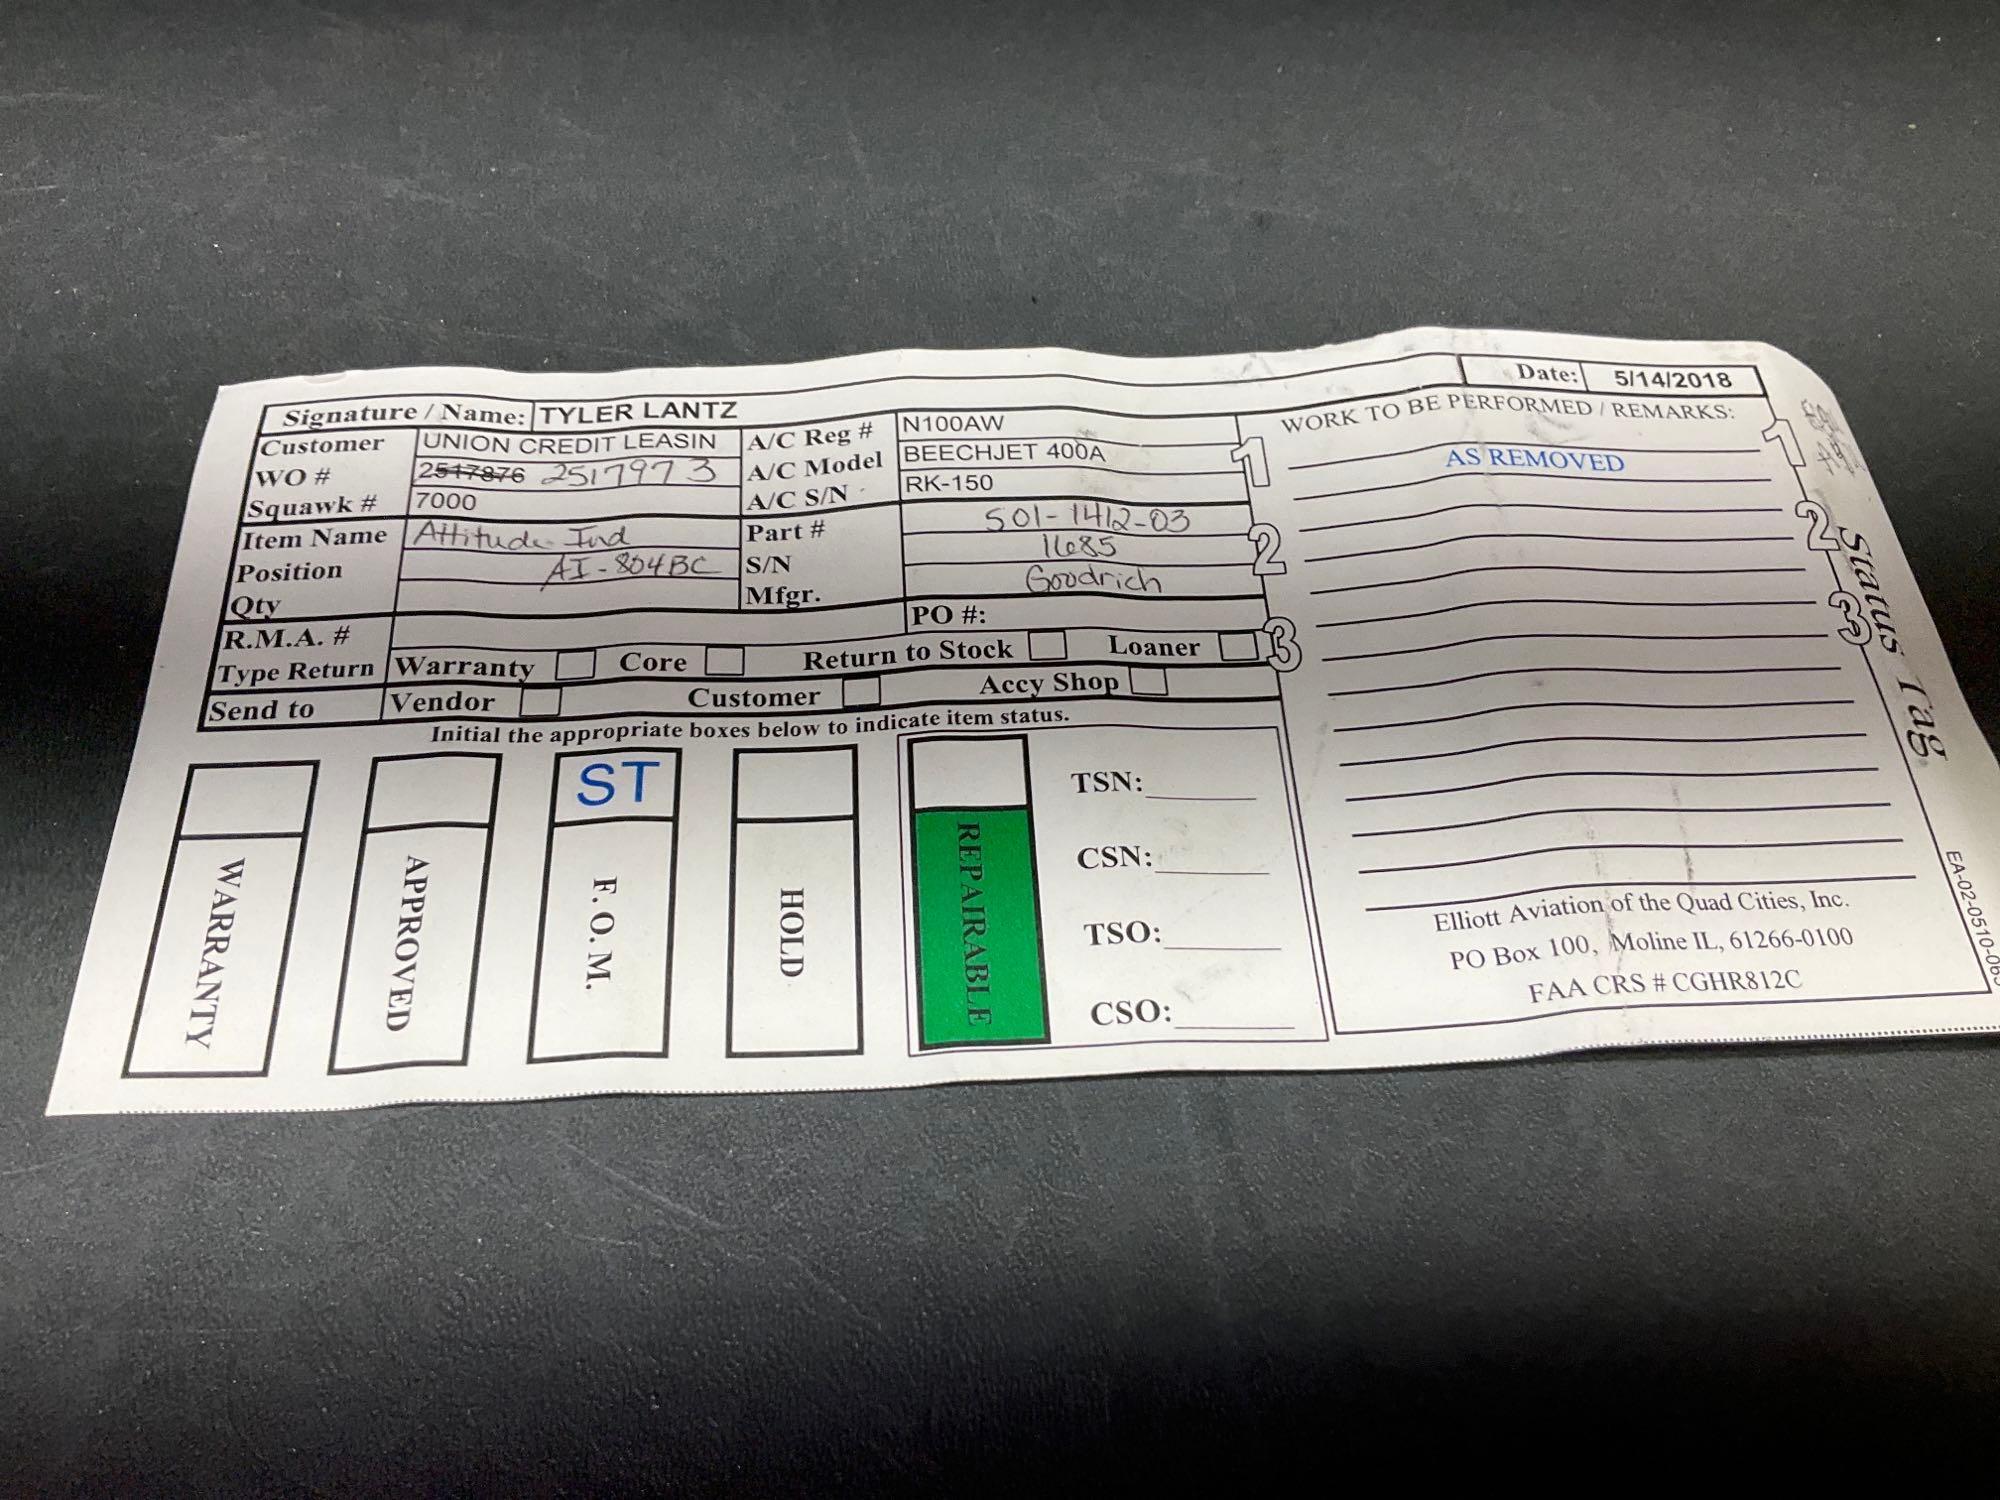 Date: 5/14/2018
Signature / Name: TYLER LANTZ
Customer UNION CREDIT LEASIN A/C Reg # N100AW
WO # 2517876 2517973 A/C Model BEECHJET 400A
Squawk # 7000 A/C S/N RK-150
Item Name Attitude Ind Part # 501-1412-03
Position AI-804BC S/N 1685
Qty Mfgr. Goodrich
R.M.A. # PO #:
Type Return Warranty Core Return to Stock Loaner
Send to Vendor Customer Accy Shop
1
2
3
Initial the appropriate boxes below to indicate item status.
WARRANTY
APPROVED
ST
F.O.M.
HOLD
REPAIRABLE
TSN:
CSN:
TSO:
CSO:
WORK TO BE PERFORMED / REMARKS:
AS REMOVED
Elliott Aviation of the Quad Cities, Inc.
PO Box 100, Moline IL, 61266-0100
FAA CRS # CGHR812C
1
2
3
Status Tag